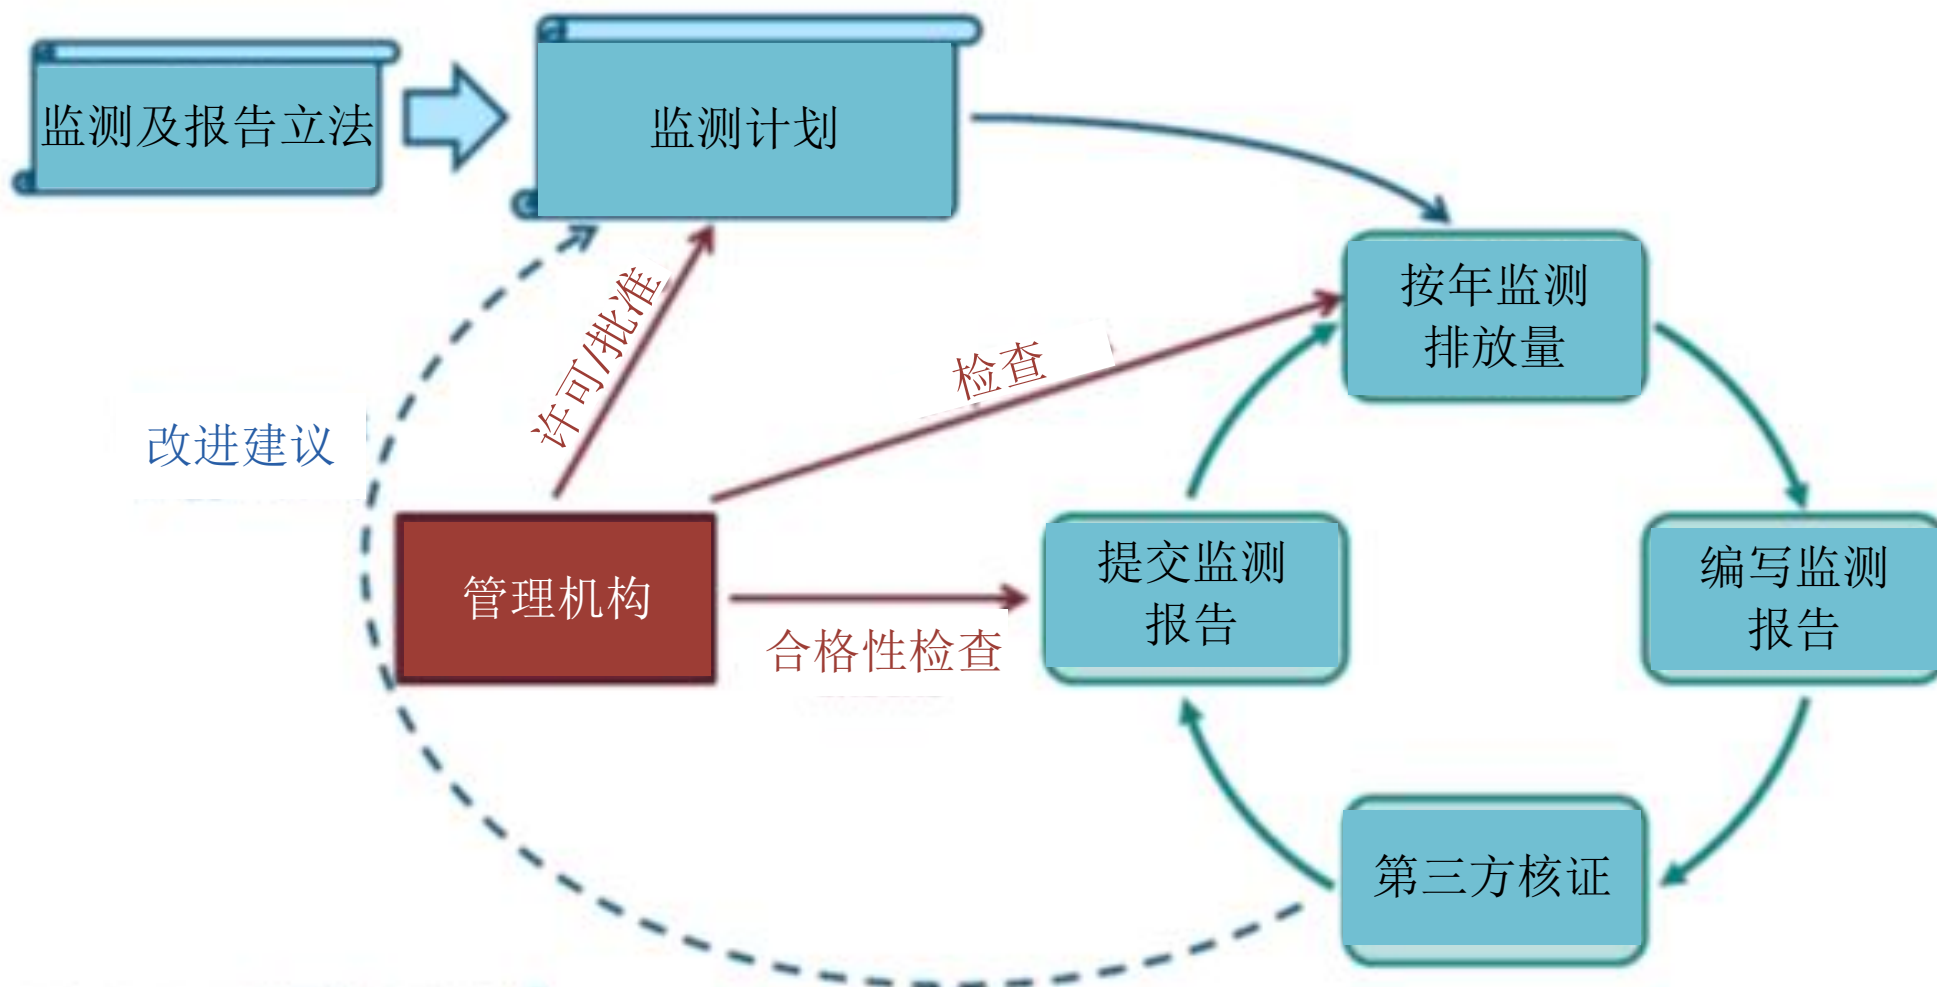 监测及报告立法
监测计划
按年监测
排放量
许可/批准
检查
改进建议
管理机构
合格性检查
提交监测
报告
编写监测
报告
第三方核证